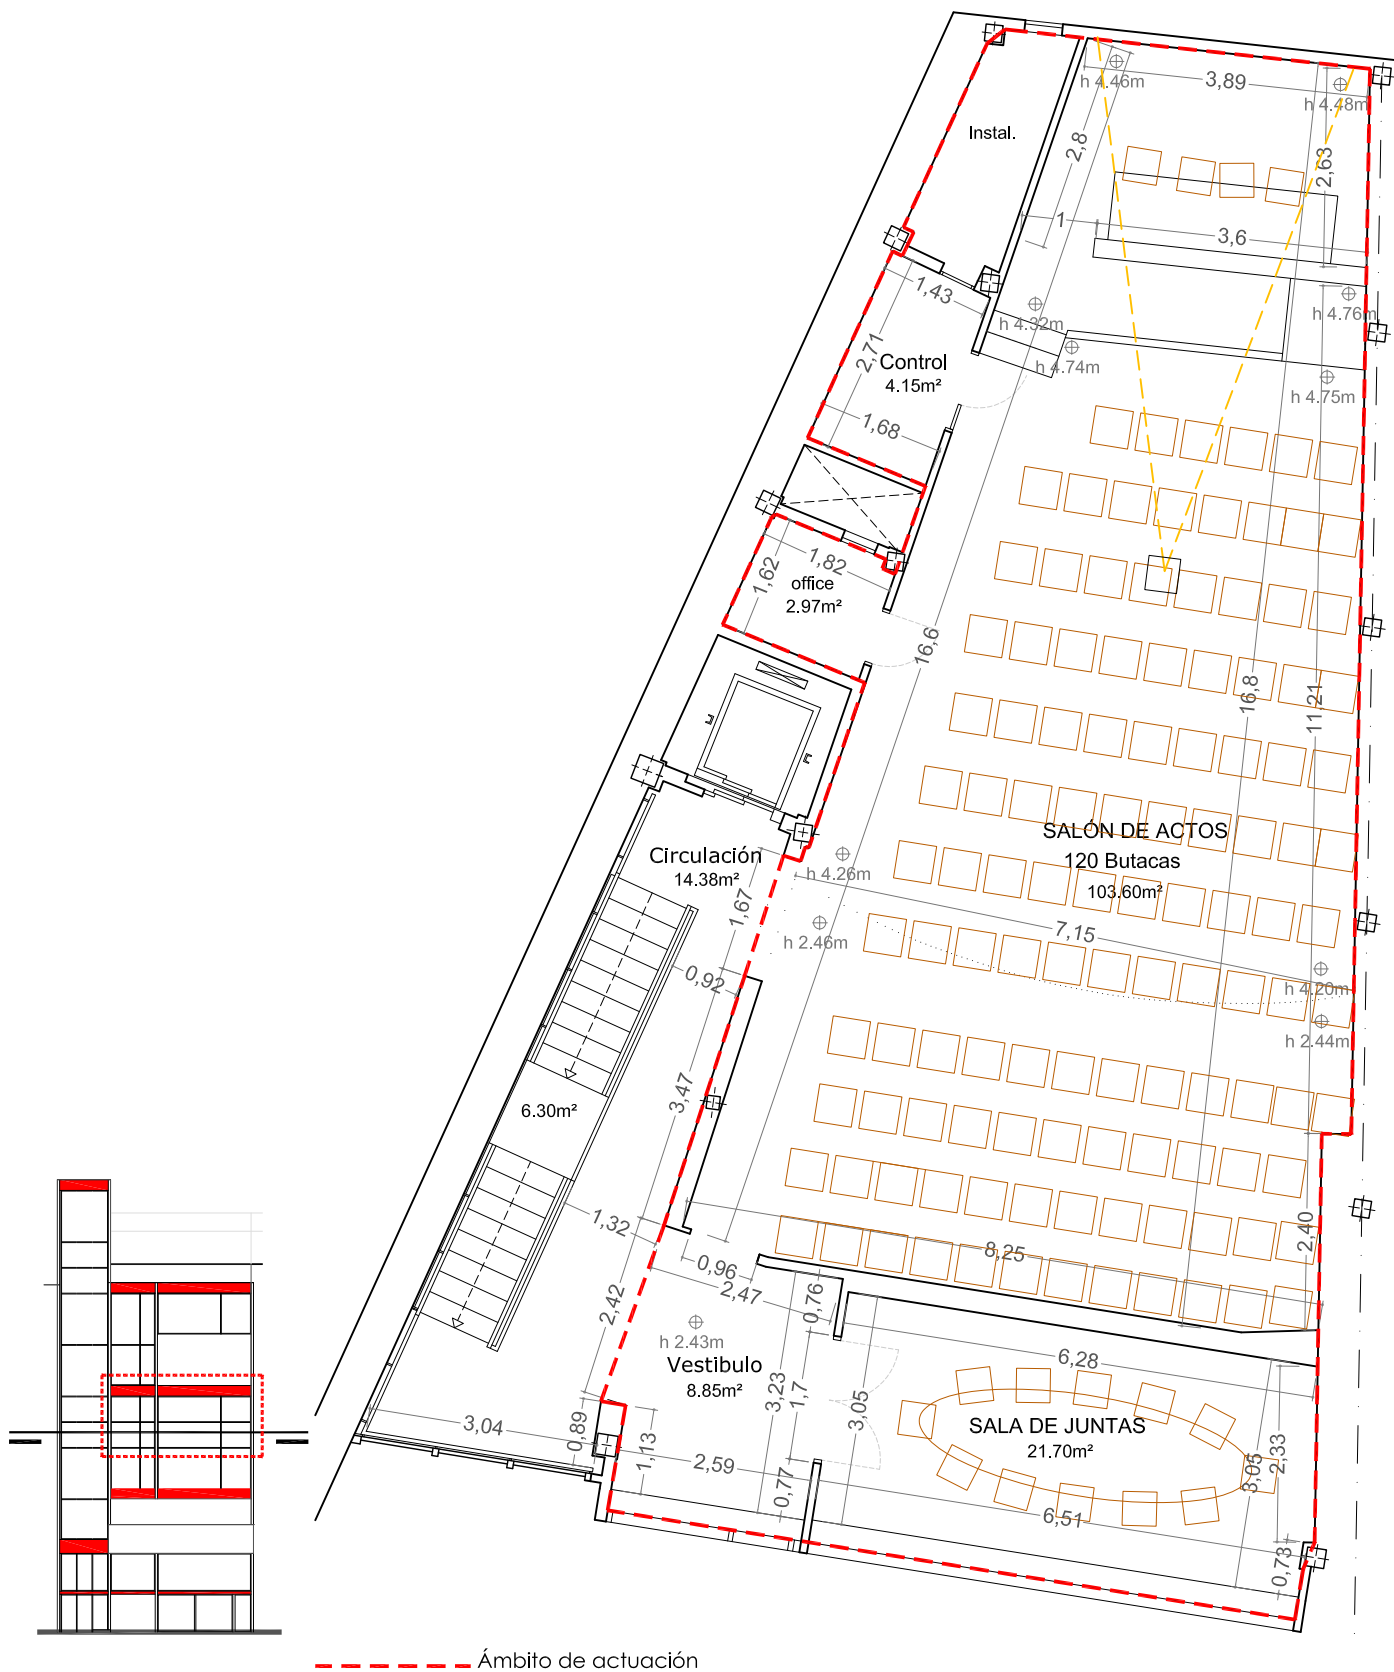 h 4.46m
3,89
h 4.48m
Instal.
2,8
2,63
1
3,6
1,43
h 4.32m
h 4.76m
2,71
Control
4.15m²
h 4.74m
h 4.75m
1,68
1,62
1,82
office
2.97m²
16,6
16,8
11,21
SALÓN DE ACTOS
120 Butacas
103.60m²
Circulación
14.38m²
h 4.26m
1,67
h 2.46m
7,15
0,92
h 4.20m
h 2.44m
3,47
6.30m²
1,32
2,40
0,96
8,25
2,47
0,76
2,42
h 2.43m
Vestibulo
8.85m²
6,28
3,23
1,7
3,05
SALA DE JUNTAS
21.70m²
3,04
0,89
1,13
2,59
0,77
3,05
2,33
6,51
0,73
Ámbito de actuación